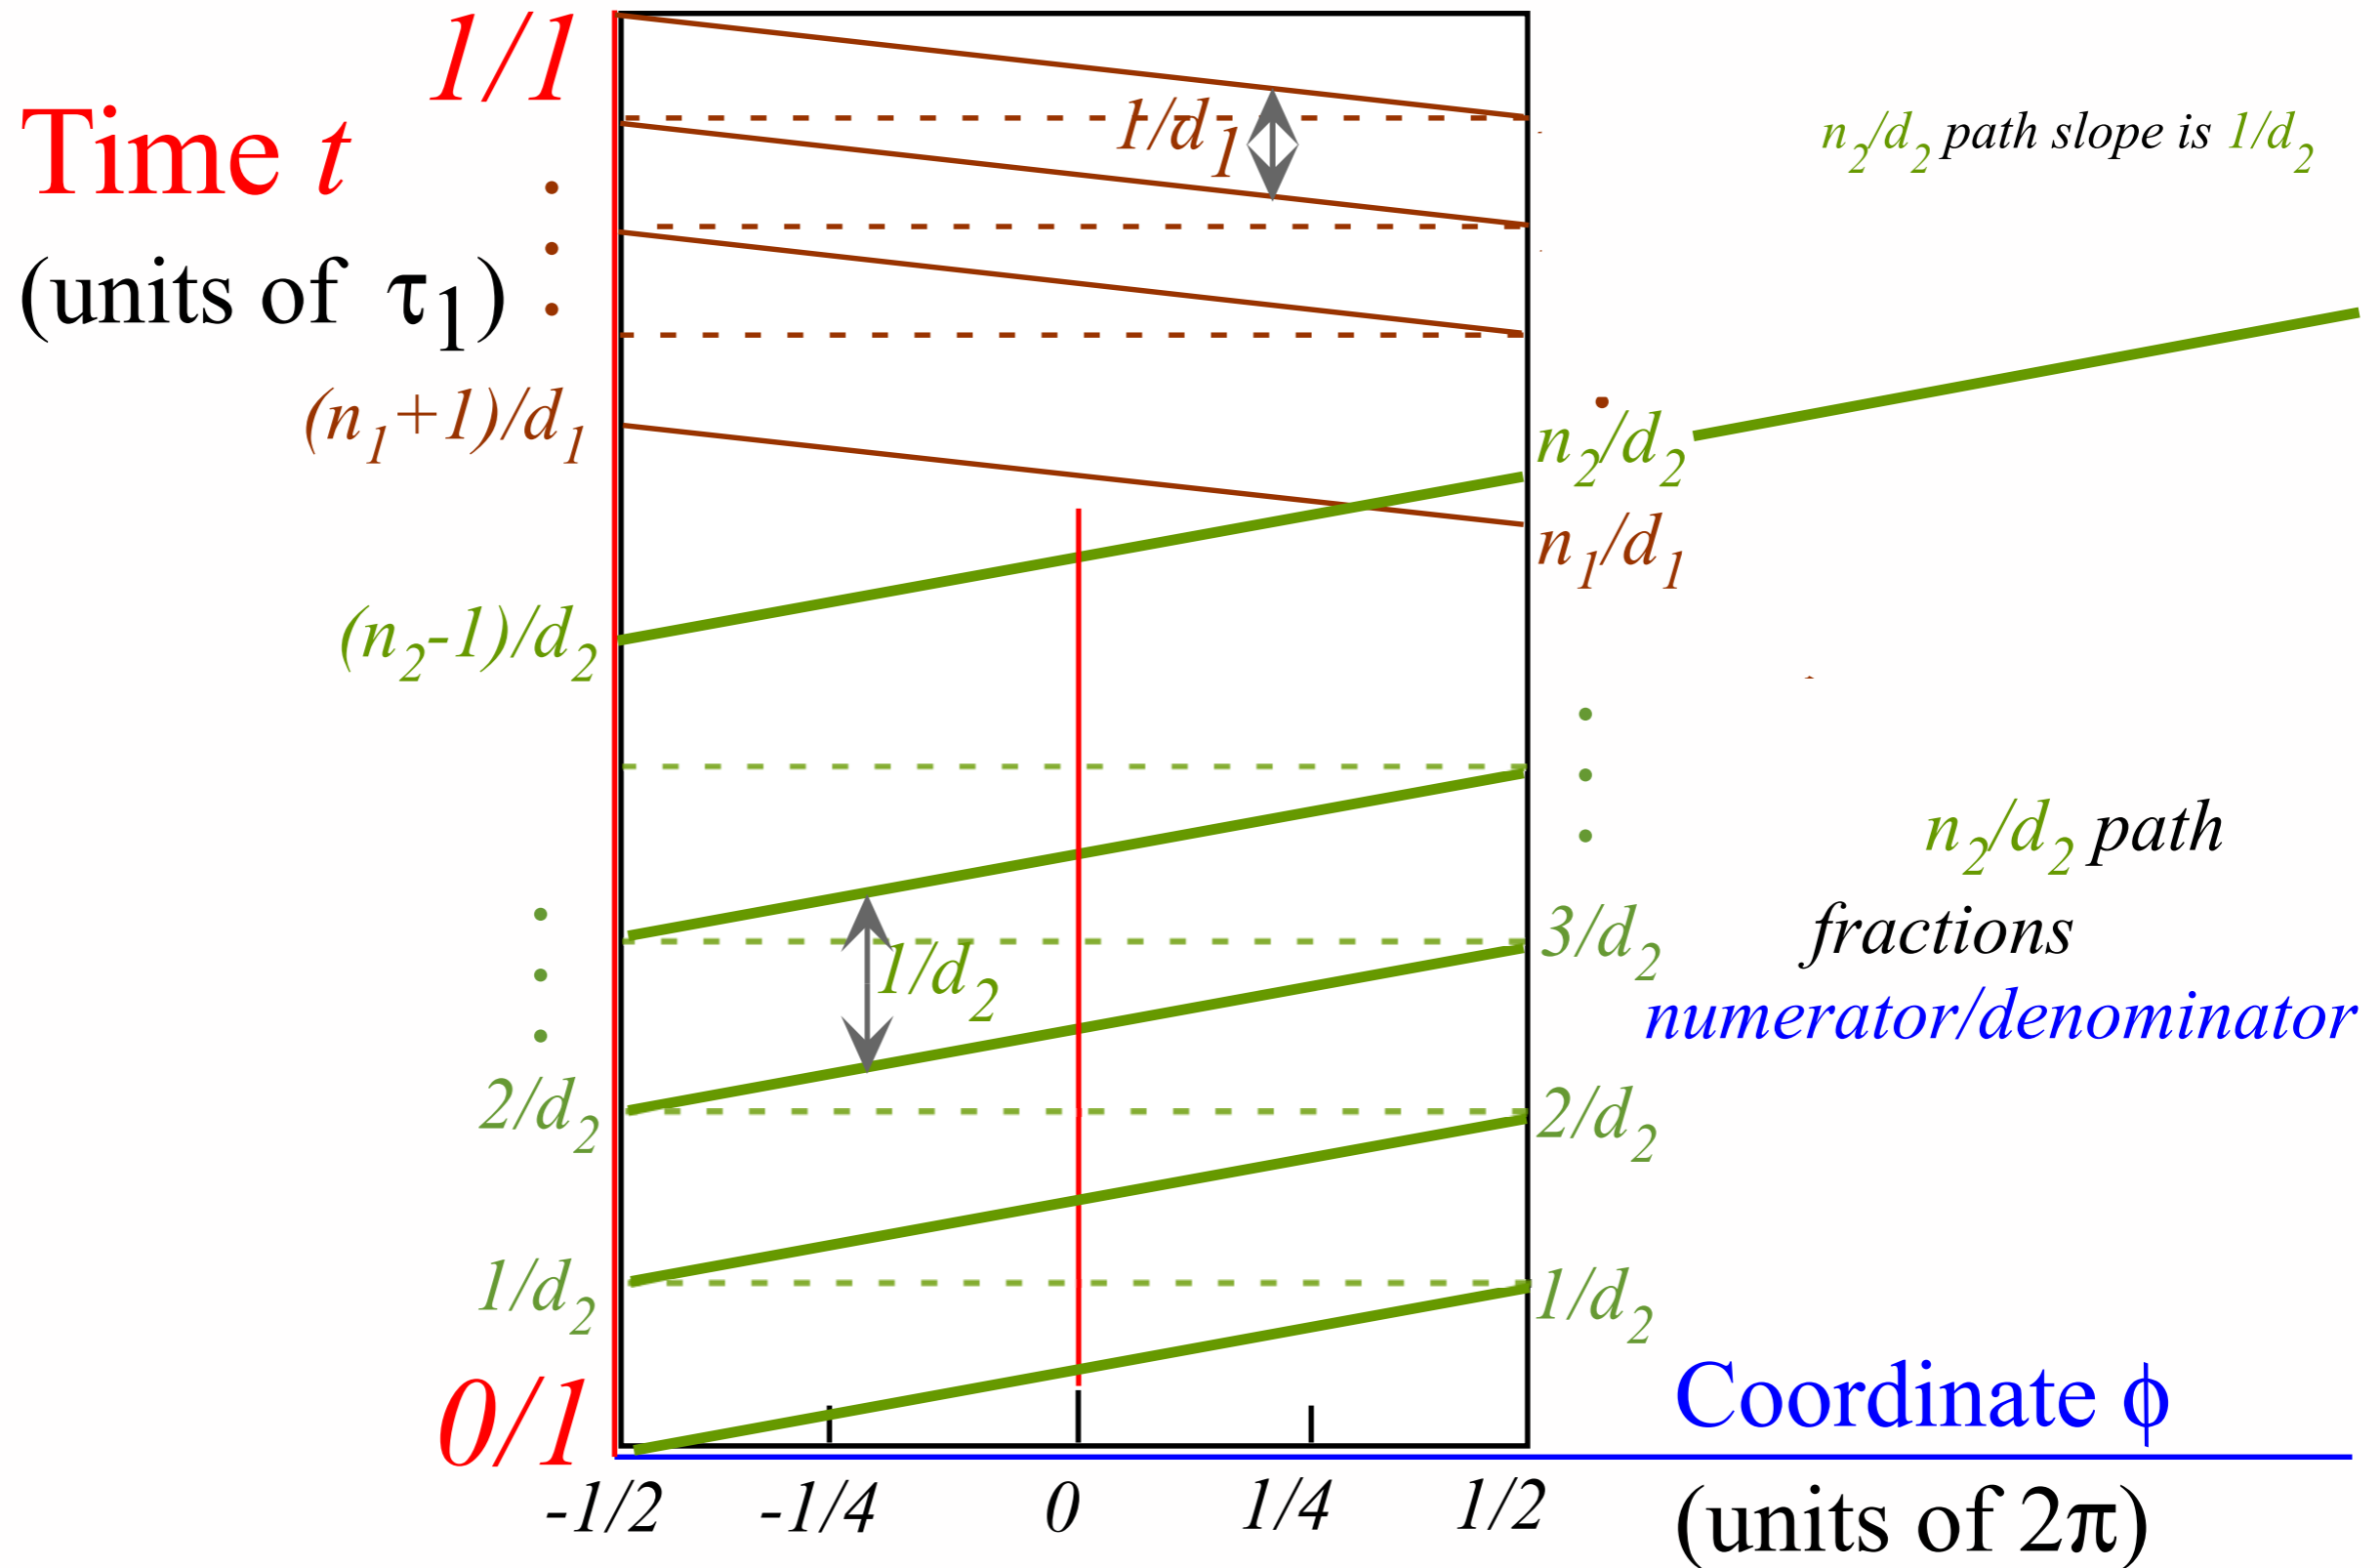 1/1
Time t
(units of τ1)
1/d1
n2/d2 path slope is 1/d2
(n1+1)/d1
n2/d2
n1/d1
(n2-1)/d2
n2/d2 path
fractions
numerator/denominator
3/d2
1/d2
2/d2
2/d2
1/d2
1/d2
0/1
Coordinate ϕ
(units of 2π)
-1/2 -1/4 0 1/4 1/2